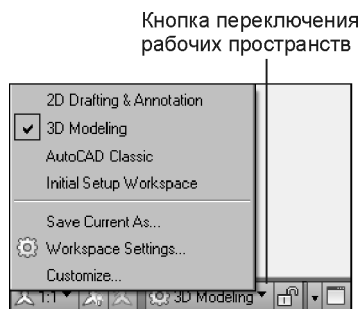 Кнопка переключения
рабочих пространств
2D Drafting & Annotation
3D Modeling
AutoCAD Classic
Initial Setup Workspace
Save Current As...
Workspace Settings...
Customize...
1:1 3D Modeling